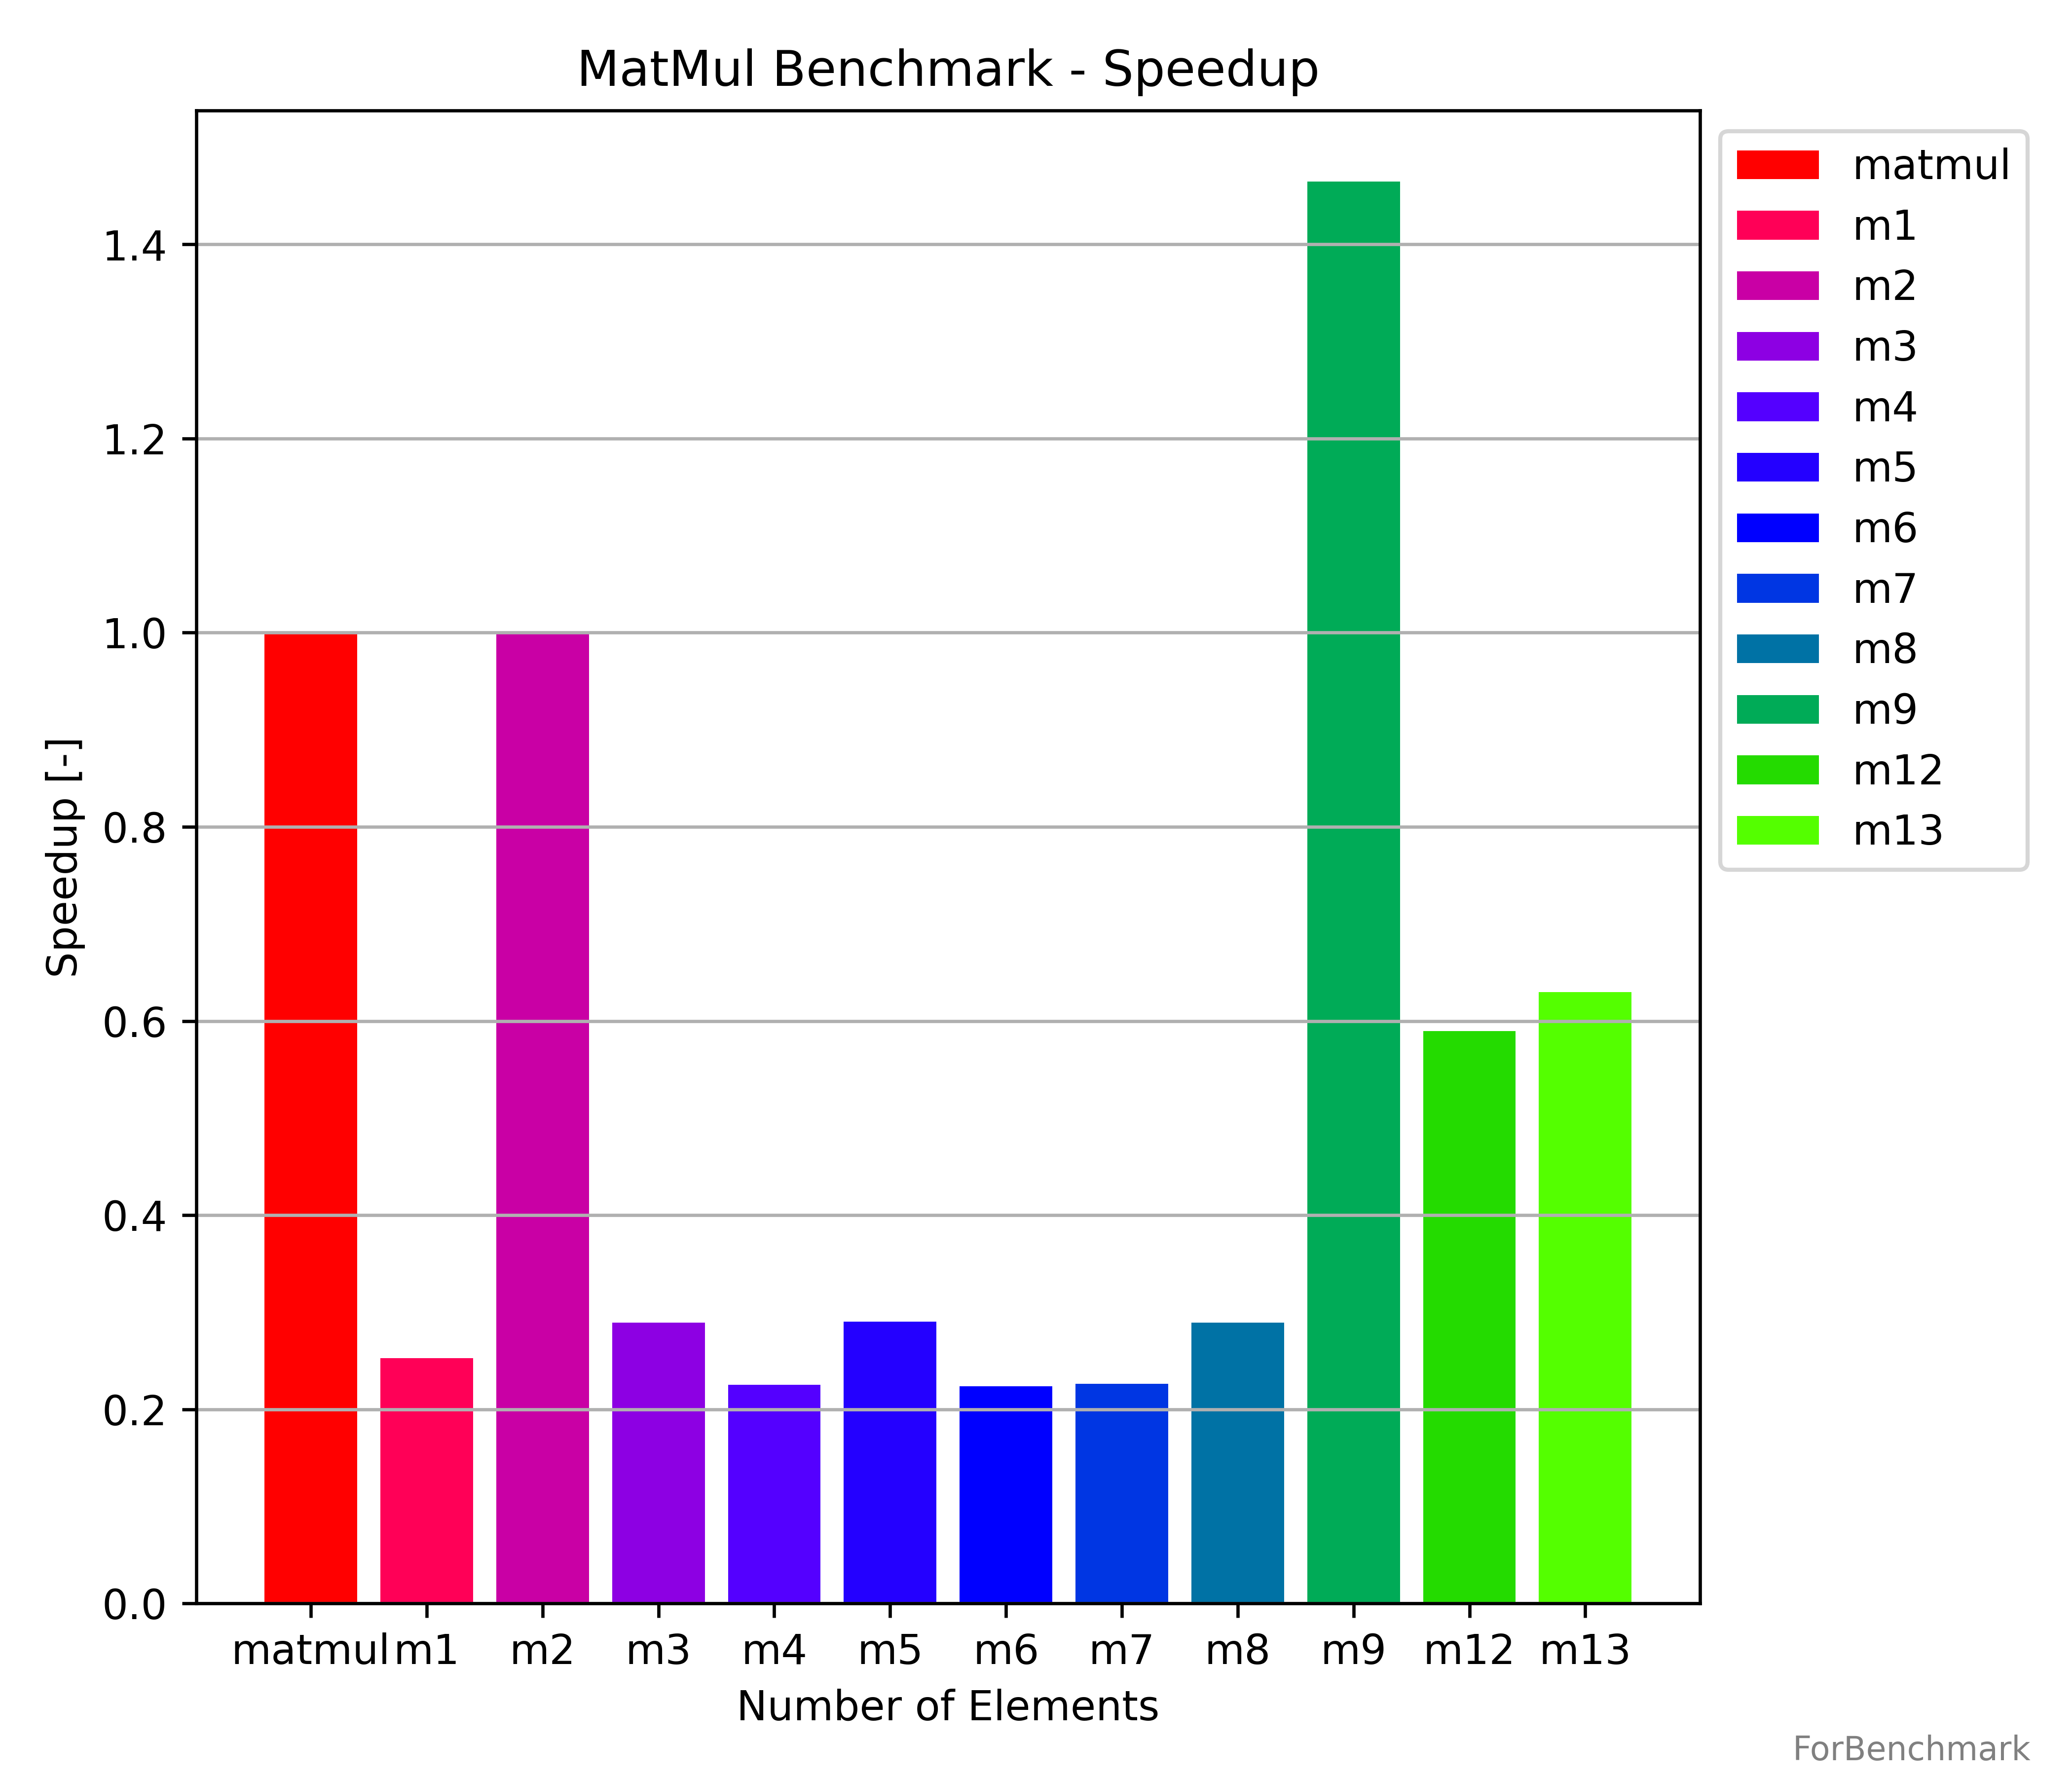 MatMul Benchmark - Speedup
Speedup [-]
1.4
1.2
1.0
0.8
0.6
0.4
0.2
0.0
matmul m1 m2 m3 m4 m5 m6 m7 m8 m9 m12 m13
Number of Elements
matmul
m1
m2
m3
m4
m5
m6
m7
m8
m9
m12
m13
ForBenchmark